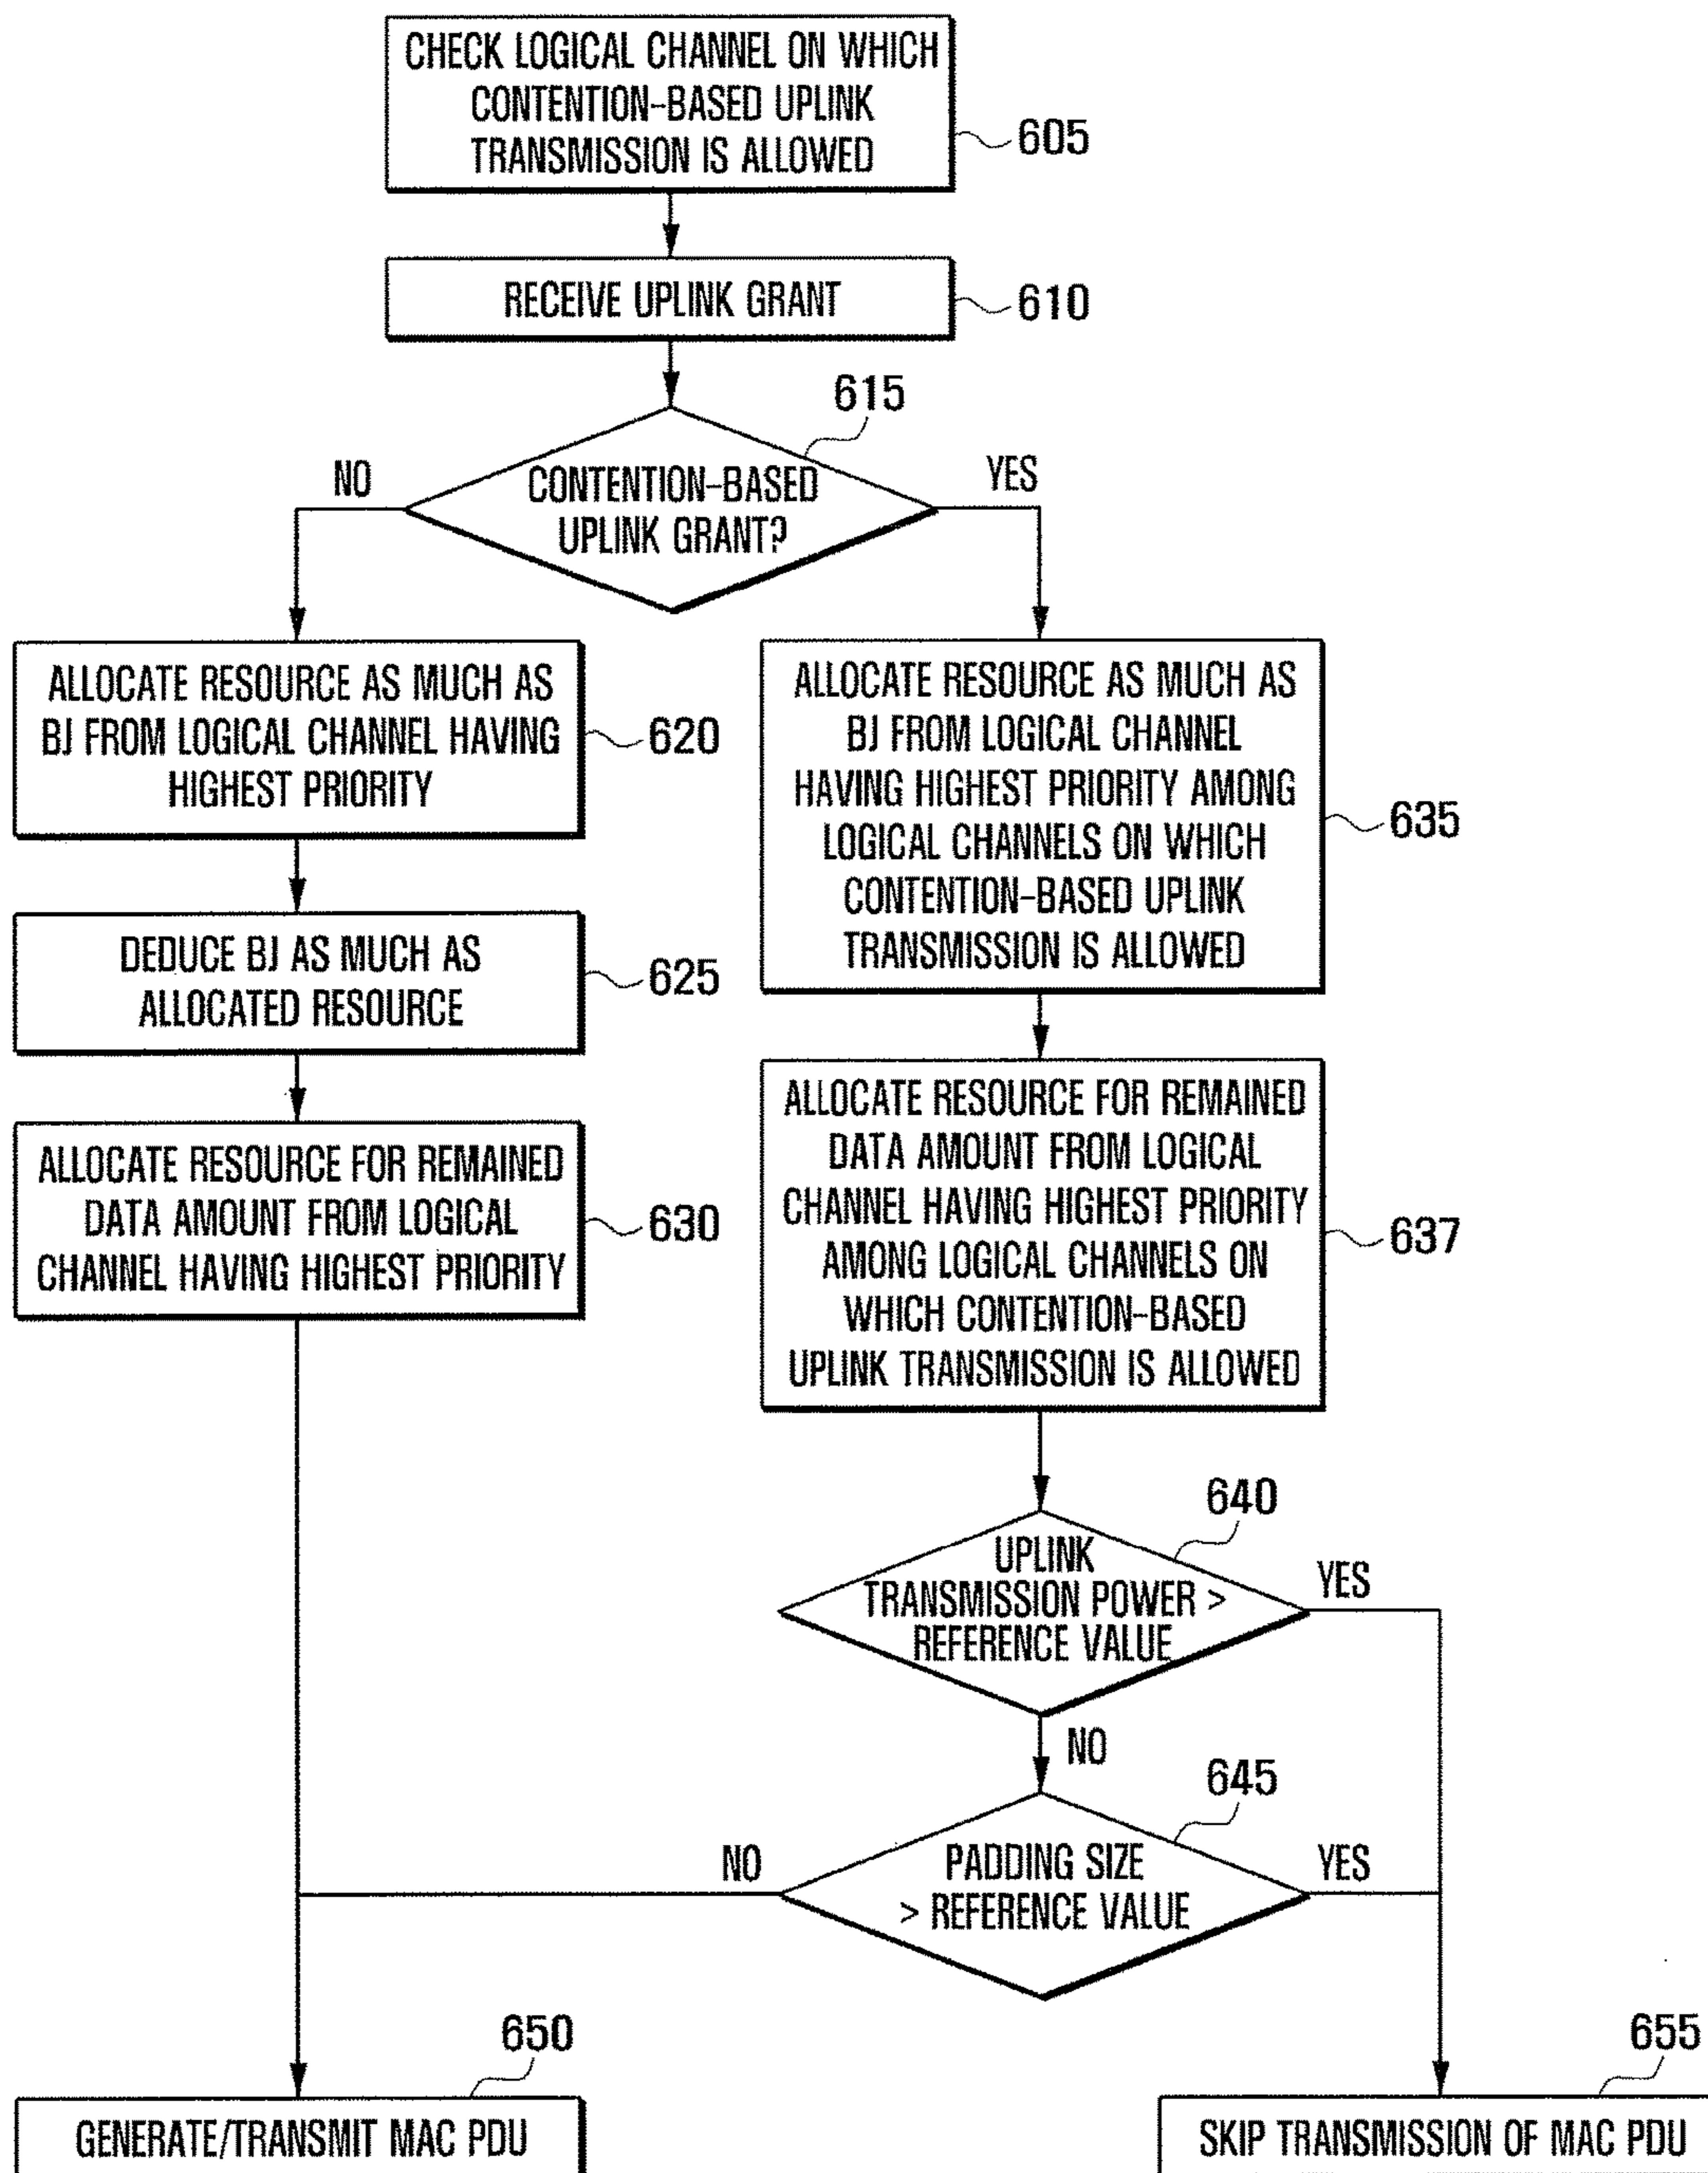 CHECK LOGICAL CHANNEL ON WHICH
CONTENTION-BASED UPLINK
TRANSMISSION IS ALLOWED
605
RECEIVE UPLINK GRANT
610
615
NO
CONTENTION-BASED
UPLINK GRANT?
YES
ALLOCATE RESOURCE AS MUCH AS
BJ FROM LOGICAL CHANNEL HAVING
HIGHEST PRIORITY
620
DEDUCE BJ AS MUCH AS
ALLOCATED RESOURCE
625
ALLOCATE RESOURCE FOR REMAINED
DATA AMOUNT FROM LOGICAL
CHANNEL HAVING HIGHEST PRIORITY
630
ALLOCATE RESOURCE AS MUCH AS
BJ FROM LOGICAL CHANNEL
HAVING HIGHEST PRIORITY AMONG
LOGICAL CHANNELS ON WHICH
CONTENTION-BASED UPLINK
TRANSMISSION IS ALLOWED
635
ALLOCATE RESOURCE FOR REMAINED
DATA AMOUNT FROM LOGICAL
CHANNEL HAVING HIGHEST PRIORITY
AMONG LOGICAL CHANNELS ON
WHICH CONTENTION-BASED
UPLINK TRANSMISSION IS ALLOWED
637
640
UPLINK
TRANSMISSION POWER >
REFERENCE VALUE
YES
NO
645
NO
PADDING SIZE
> REFERENCE VALUE
YES
650
GENERATE/TRANSMIT MAC PDU
655
SKIP TRANSMISSION OF MAC PDU